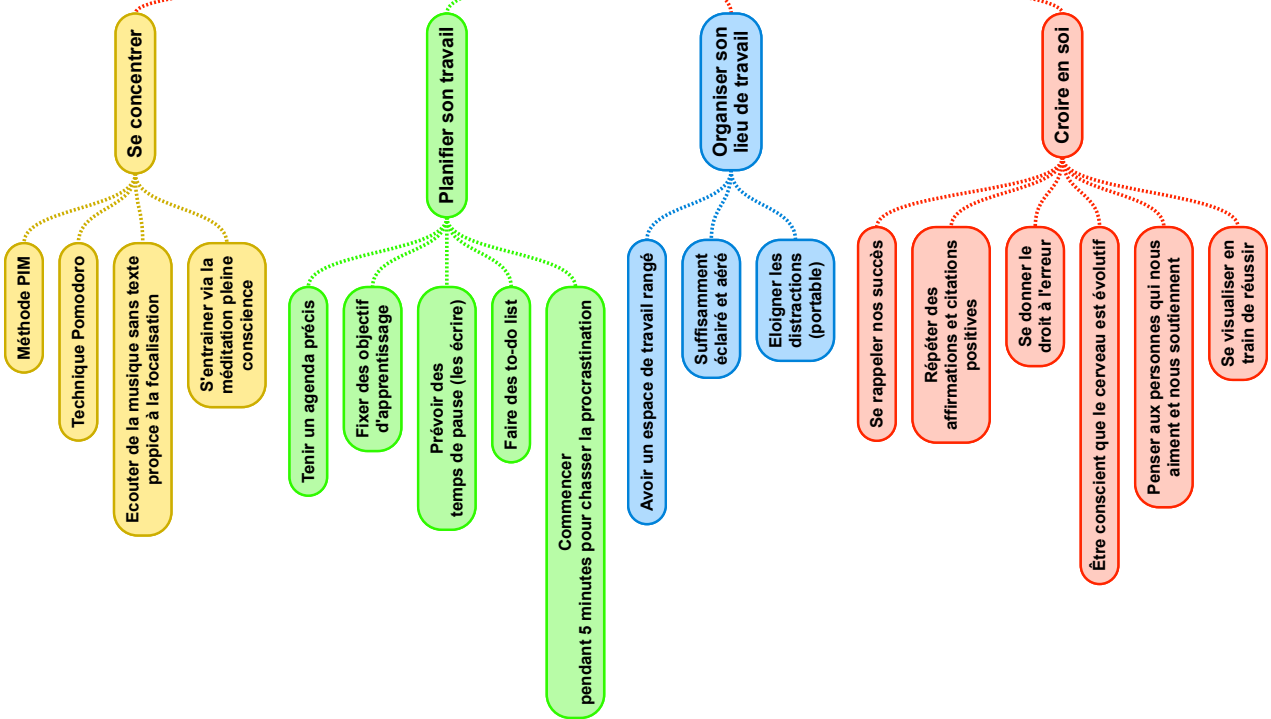 Se concentrer
Méthode PIM
Technique Pomodoro
Ecouter de la musique sans texte
propice à la focalisation
S'entrainer via la
méditation pleine
conscience
Planifier son travail
Tenir un agenda précis
Fixer des objectif
d'apprentissage
Prévoir des
temps de pause (les écrire)
Faire des to-do list
Commencer
pendant 5 minutes pour chasser la procrastination
Organiser son
lieu de travail
Avoir un espace de travail rangé
Suffisamment
éclairé et aéré
Eloigner les
distractions
(portable)
Croire en soi
Se rappeler nos succès
Répéter des
affirmations et citations
positives
Se donner le
droit à l'erreur
Être conscient que le cerveau est évolutif
Penser aux personnes qui nous
aiment et nous soutiennent
Se visualiser en
train de réussir